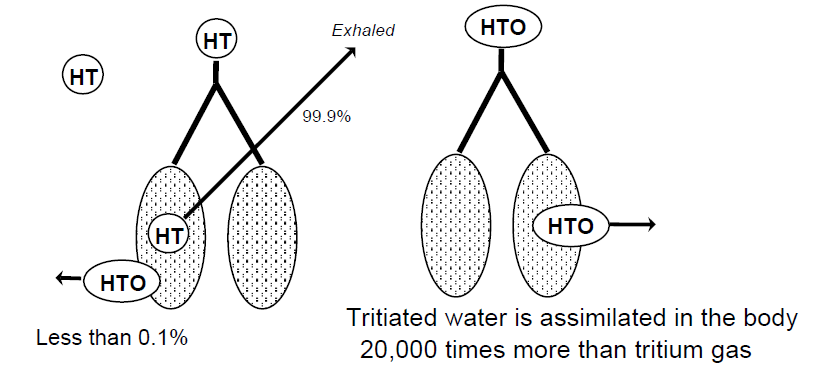 HT
HT
Exhaled
99.9%
HT
HTO
Less than 0.1%
HTO
HTO
Tritiated water is assimilated in the body
20,000 times more than tritium gas